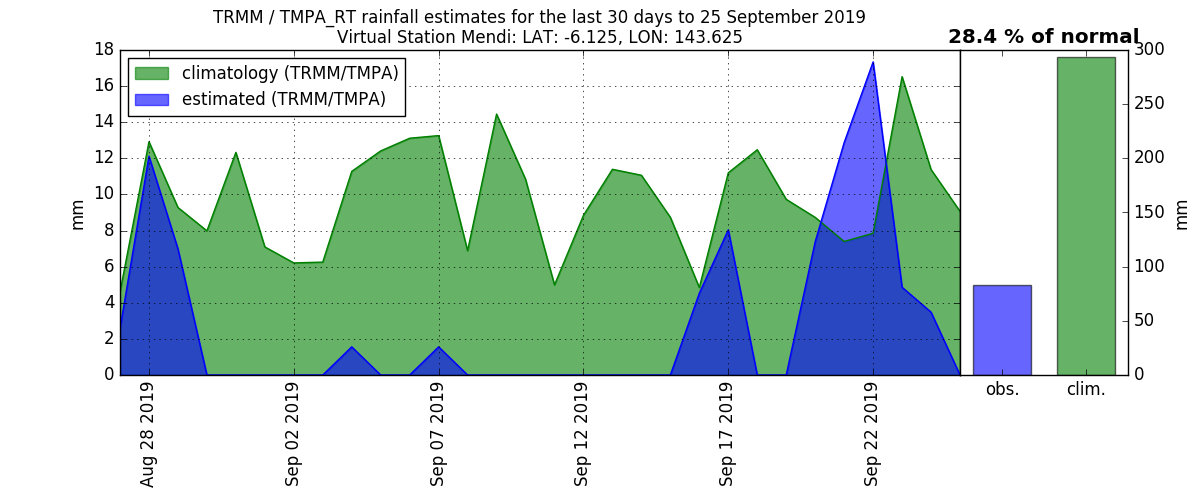 TRMM / TMPA_RT rainfall estimates for the last 30 days to 25 September 2019
Virtual Station Mendi: LAT: -6.125, LON: 143.625
28.4 % of normal
climatology (TRMM/TMPA)
estimated (TRMM/TMPA)
mm
18
16
14
12
10
8
6
4
2
0
Aug 28 2019
Sep 02 2019
Sep 07 2019
Sep 12 2019
Sep 17 2019
Sep 22 2019
300
250
200
150
100
50
0
mm
obs.
clim.